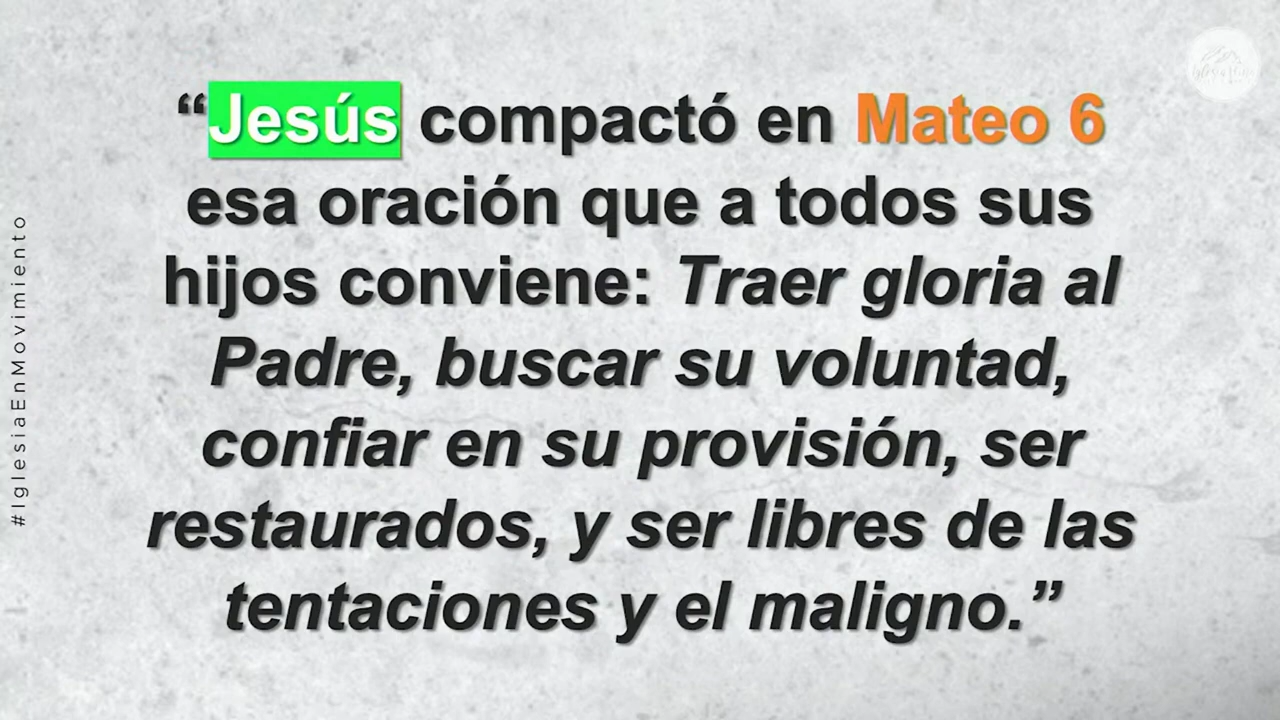 “Jesús compactó en Mateo 6
esa oración que a todos sus
hijos conviene: Traer gloria al
Padre, buscar su voluntad,
confiar en su provisión, ser
restaurados, y ser libres de las
tentaciones y el maligno.”
#IglesiaEnMovimiento